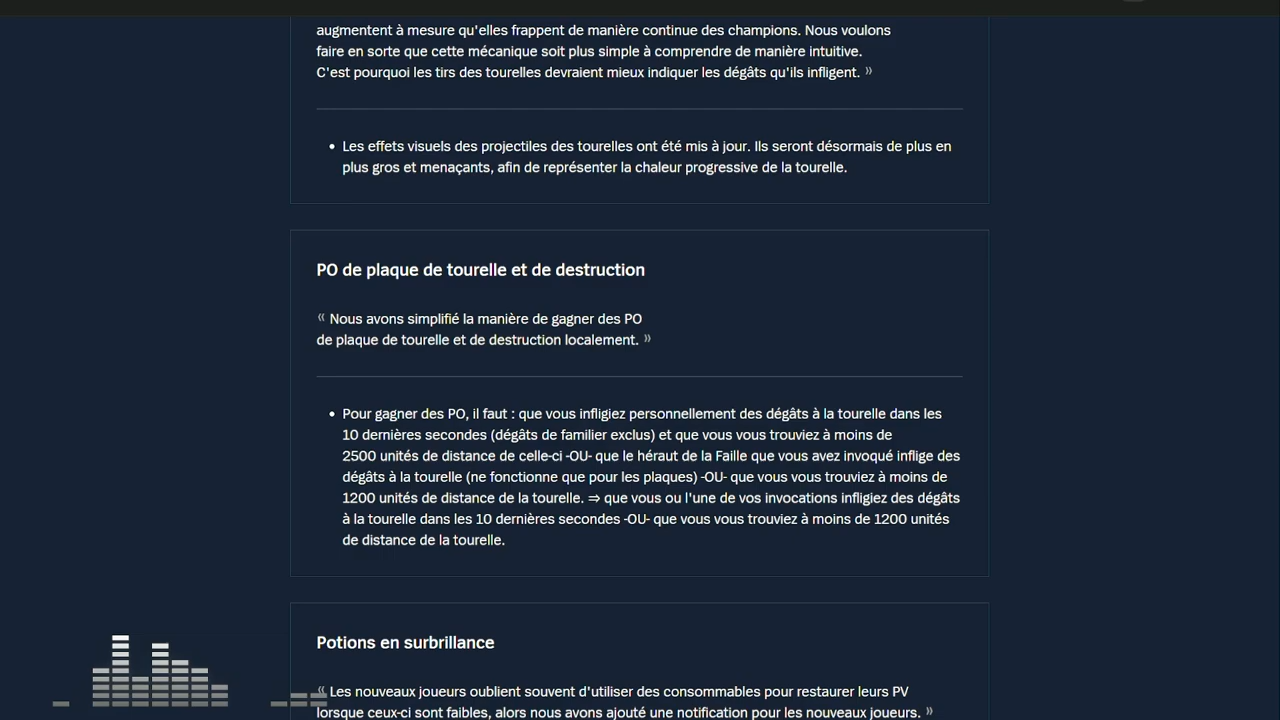 augmentent à mesure qu'elles frappent de manière continue des champions. Nous voulons
faire en sorte que cette mécanique soit plus simple à comprendre de manière intuitive.
C'est pourquoi les tirs des tourelles devraient mieux indiquer les dégâts qu'ils infligent. »
• Les effets visuels des projectiles des tourelles ont été mis à jour. Ils seront désormais de plus en
plus gros et menaçants, afin de représenter la chaleur progressive de la tourelle.
PO de plaque de tourelle et de destruction
« Nous avons simplifié la manière de gagner des PO
de plaque de tourelle et de destruction localement. »
• Pour gagner des PO, il faut : que vous infligiez personnellement des dégâts à la tourelle dans les
10 dernières secondes (dégâts de familier exclus) et que vous vous trouviez à moins de
2500 unités de distance de celle-ci -OU- que le héraut de la Faille que vous avez invoqué inflige des
dégâts à la tourelle (ne fonctionne que pour les plaques) -OU- que vous vous trouviez à moins de
1200 unités de distance de la tourelle. ⇒ que vous ou l'une de vos invocations infligiez des dégâts
à la tourelle dans les 10 dernières secondes -OU- que vous vous trouviez à moins de 1200 unités
de distance de la tourelle.
Potions en surbrillance
« Les nouveaux joueurs oublient souvent d'utiliser des consommables pour restaurer leurs PV
lorsque ceux-ci sont faibles, alors nous avons ajouté une notification pour les nouveaux joueurs. »